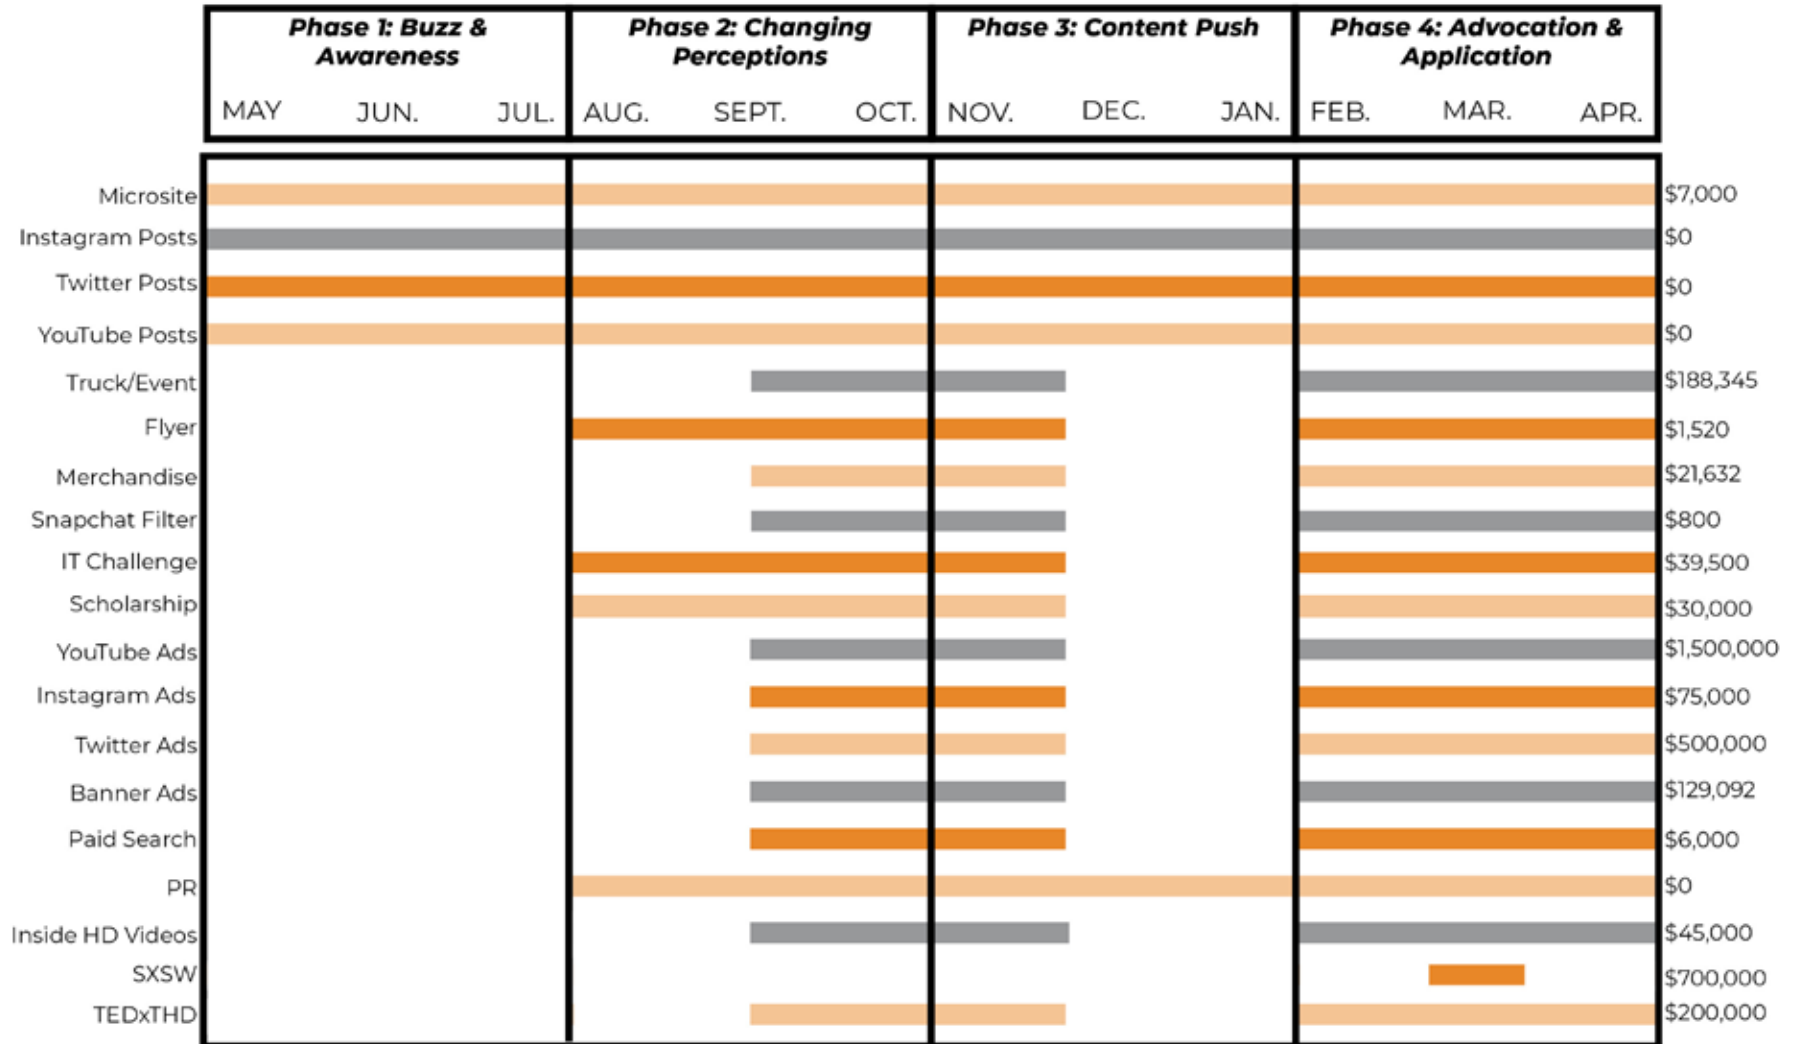 Phase 1: Buzz &
Awareness
Phase 2: Changing
Perceptions
Phase 3: Content Push
Phase 4: Advocation &
Application
MAY JUN. JUL. AUG. SEPT. OCT. NOV. DEC. JAN. FEB. MAR. APR.
Microsite $7,000
Instagram Posts $0
Twitter Posts $0
YouTube Posts $0
Truck/Event $188,345
Flyer $1,520
Merchandise $21,632
Snapchat Filter $800
IT Challenge $39,500
Scholarship $30,000
YouTube Ads $1,500,000
Instagram Ads $75,000
Twitter Ads $500,000
Banner Ads $129,092
Paid Search $6,000
PR $0
Inside HD Videos $45,000
SXSW $700,000
TEDxTHD $200,000